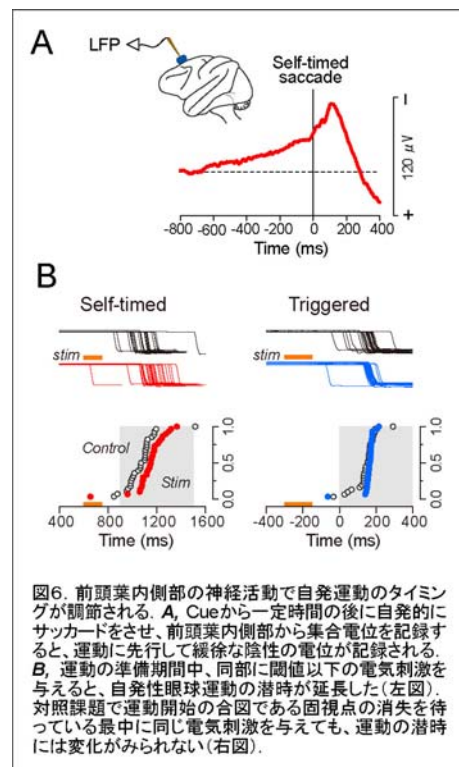 A
LFP
Self-timed
saccade
−
120 μV
+
-800 -600 -400 -200 0 200 400
Time (ms)
B
Self-timed Triggered
stim stim
Control
Stim
1.0
0.5
0.0
1.0
0.5
0.0
400 800 1200 1600 -400 -200 0 200 400
Time (ms) Time (ms)
図6. 前頭葉内側部の神経活動で自発運動のタイミン
グが調節される. A, Cueから一定時間の後に自発的に
サッカードをさせ、前頭葉内側部から集合電位を記録す
ると、運動に先行して緩徐な陰性の電位が記録される.
B, 運動の準備期間中、同部に閾値以下の電気刺激を
与えると、自発性眼球運動の潜時が延長した(左図).
対照課題で運動開始の合図である固視点の消失を待
っている最中に同じ電気刺激を与えても、運動の潜時
には変化がみられない(右図).